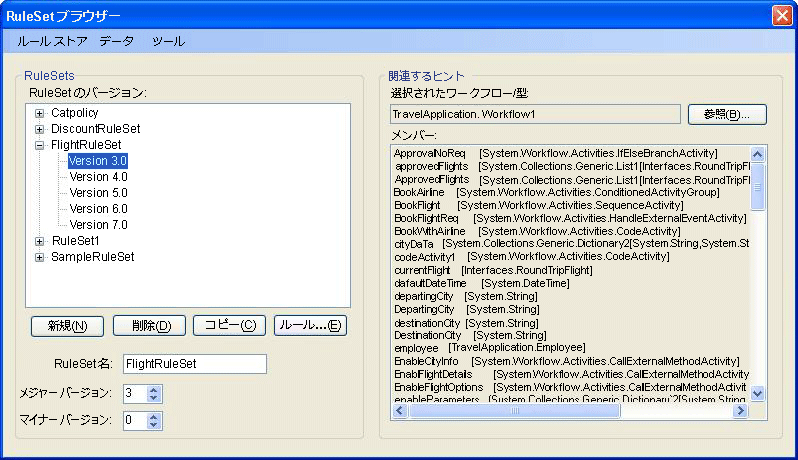 RuleSet ブラウザー
ルール ストア データ ツール
RuleSets
RuleSet のバージョン:
Catpolicy
DiscountRuleSet
FlightRuleSet
Version 3.0
Version 4.0
Version 5.0
Version 6.0
Version 7.0
RuleSet1
SampleRuleSet
新規(N) 削除(D) コピー(C) ルール...(E)
RuleSet 名: FlightRuleSet
メジャー バージョン: 3
マイナー バージョン: 0
関連するヒント
選択されたワークフロー/型:
TravelApplication. Workflow1 参照(B)...
メンバー:
ApprovalNoReq [System.Workflow.Activities.IfElseBranchActivity]
approvedFlights [System.Collections.Generic.List1[Interfaces.RoundTripFl
ApprovedFlights [System.Collections.Generic.List1[Interfaces.RoundTripFl
BookAirline [System.Workflow.Activities.ConditionedActivityGroup]
BookFlight [System.Workflow.Activities.SequenceActivity]
BookFlightReq [System.Workflow.Activities.HandleExternalEventActivity]
BookWithAirline [System.Workflow.Activities.CodeActivity]
cityDaTa [System.Collections.Generic.Dictionary2[System.String,System.St
codeActivity1 [System.Workflow.Activities.CodeActivity]
currentFlight [Interfaces.RoundTripFlight]
dafaultDateTime [System.DateTime]
departingCity [System.String]
DepartingCity [System.String]
destinationCity [System.String]
DestinationCity [System.String]
employee [TravelApplication.Employee]
EnableCityInfo [System.Workflow.Activities.CallExternalMethodActivity]
EnablFlightDetails [System.Workflow.Activities.CallExternalMethodActivity
EnableFlightOptions [System.Workflow.Activities.CallExternalMethodActivit
enableParameters [System.Collections.Generic.Dictionary`2[System.String